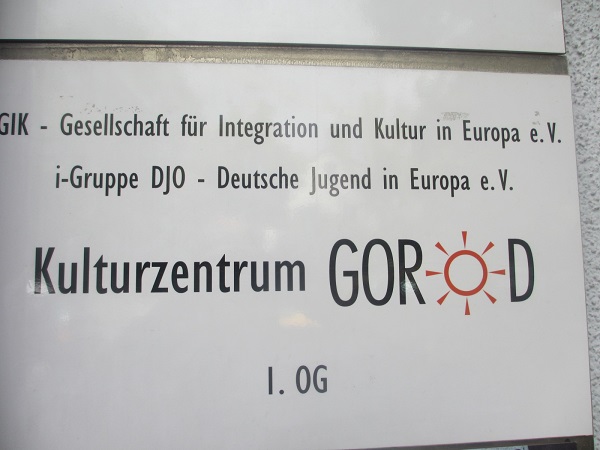 GIK - Gesellschaft für Integration und Kultur in Europa e.V.
i-Gruppe DJO - Deutsche Jugend in Europa e.V.
Kulturzentrum GOROD
1. OG